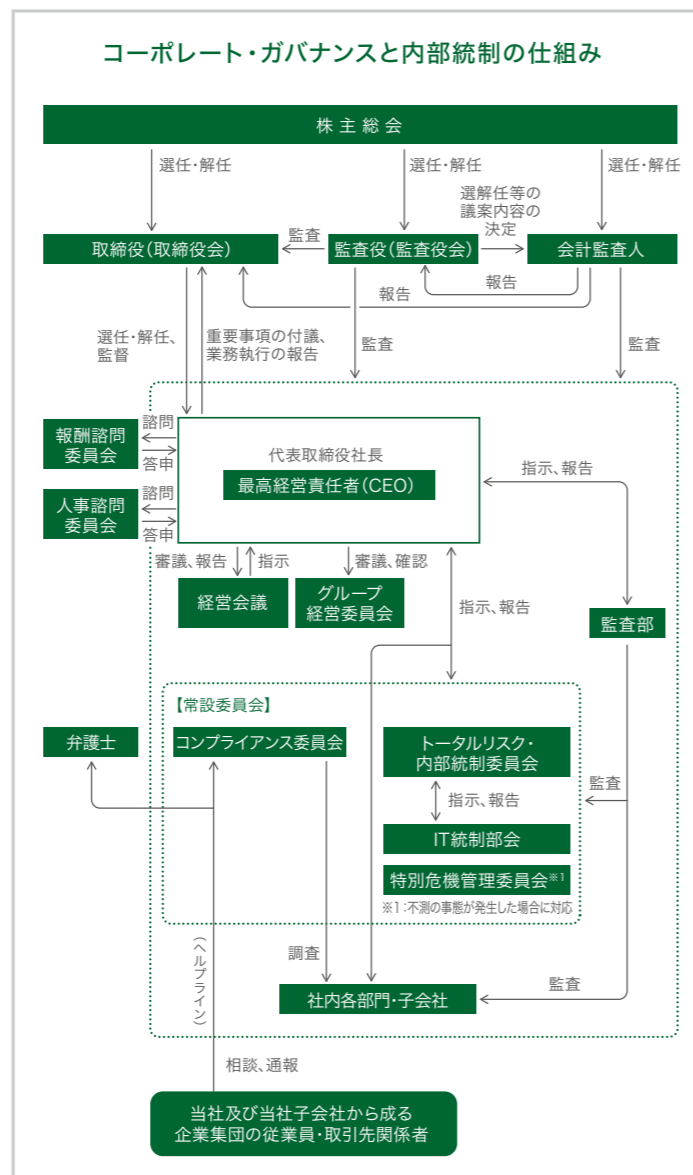 コーポレート・ガバナンスと内部統制の仕組み
株主総会
選任・解任
選任・解任
選任・解任
選解任等の
議案内容の
決定
取締役（取締役会）
監査
監査役（監査役会）
会計監査人
報告
報告
選任・解任、
監督
重要事項の付議、
業務執行の報告
監査
監査
報酬諮問
委員会
諮問
答申
代表取締役社長
最高経営責任者（CEO）
指示、報告
人事諮問
委員会
諮問
答申
審議、報告
指示
審議、確認
経営会議
グループ
経営委員会
指示、報告
監査部
【常設委員会】
弁護士
コンプライアンス委員会
トータルリスク・
内部統制委員会
指示、報告
監査
IT統制部会
特別危機管理委員会※1
※1：不測の事態が発生した場合に対応
（ヘルプライン）
調査
社内各部門・子会社
監査
相談、通報
当社及び当社子会社から成る
企業集団の従業員・取引先関係者